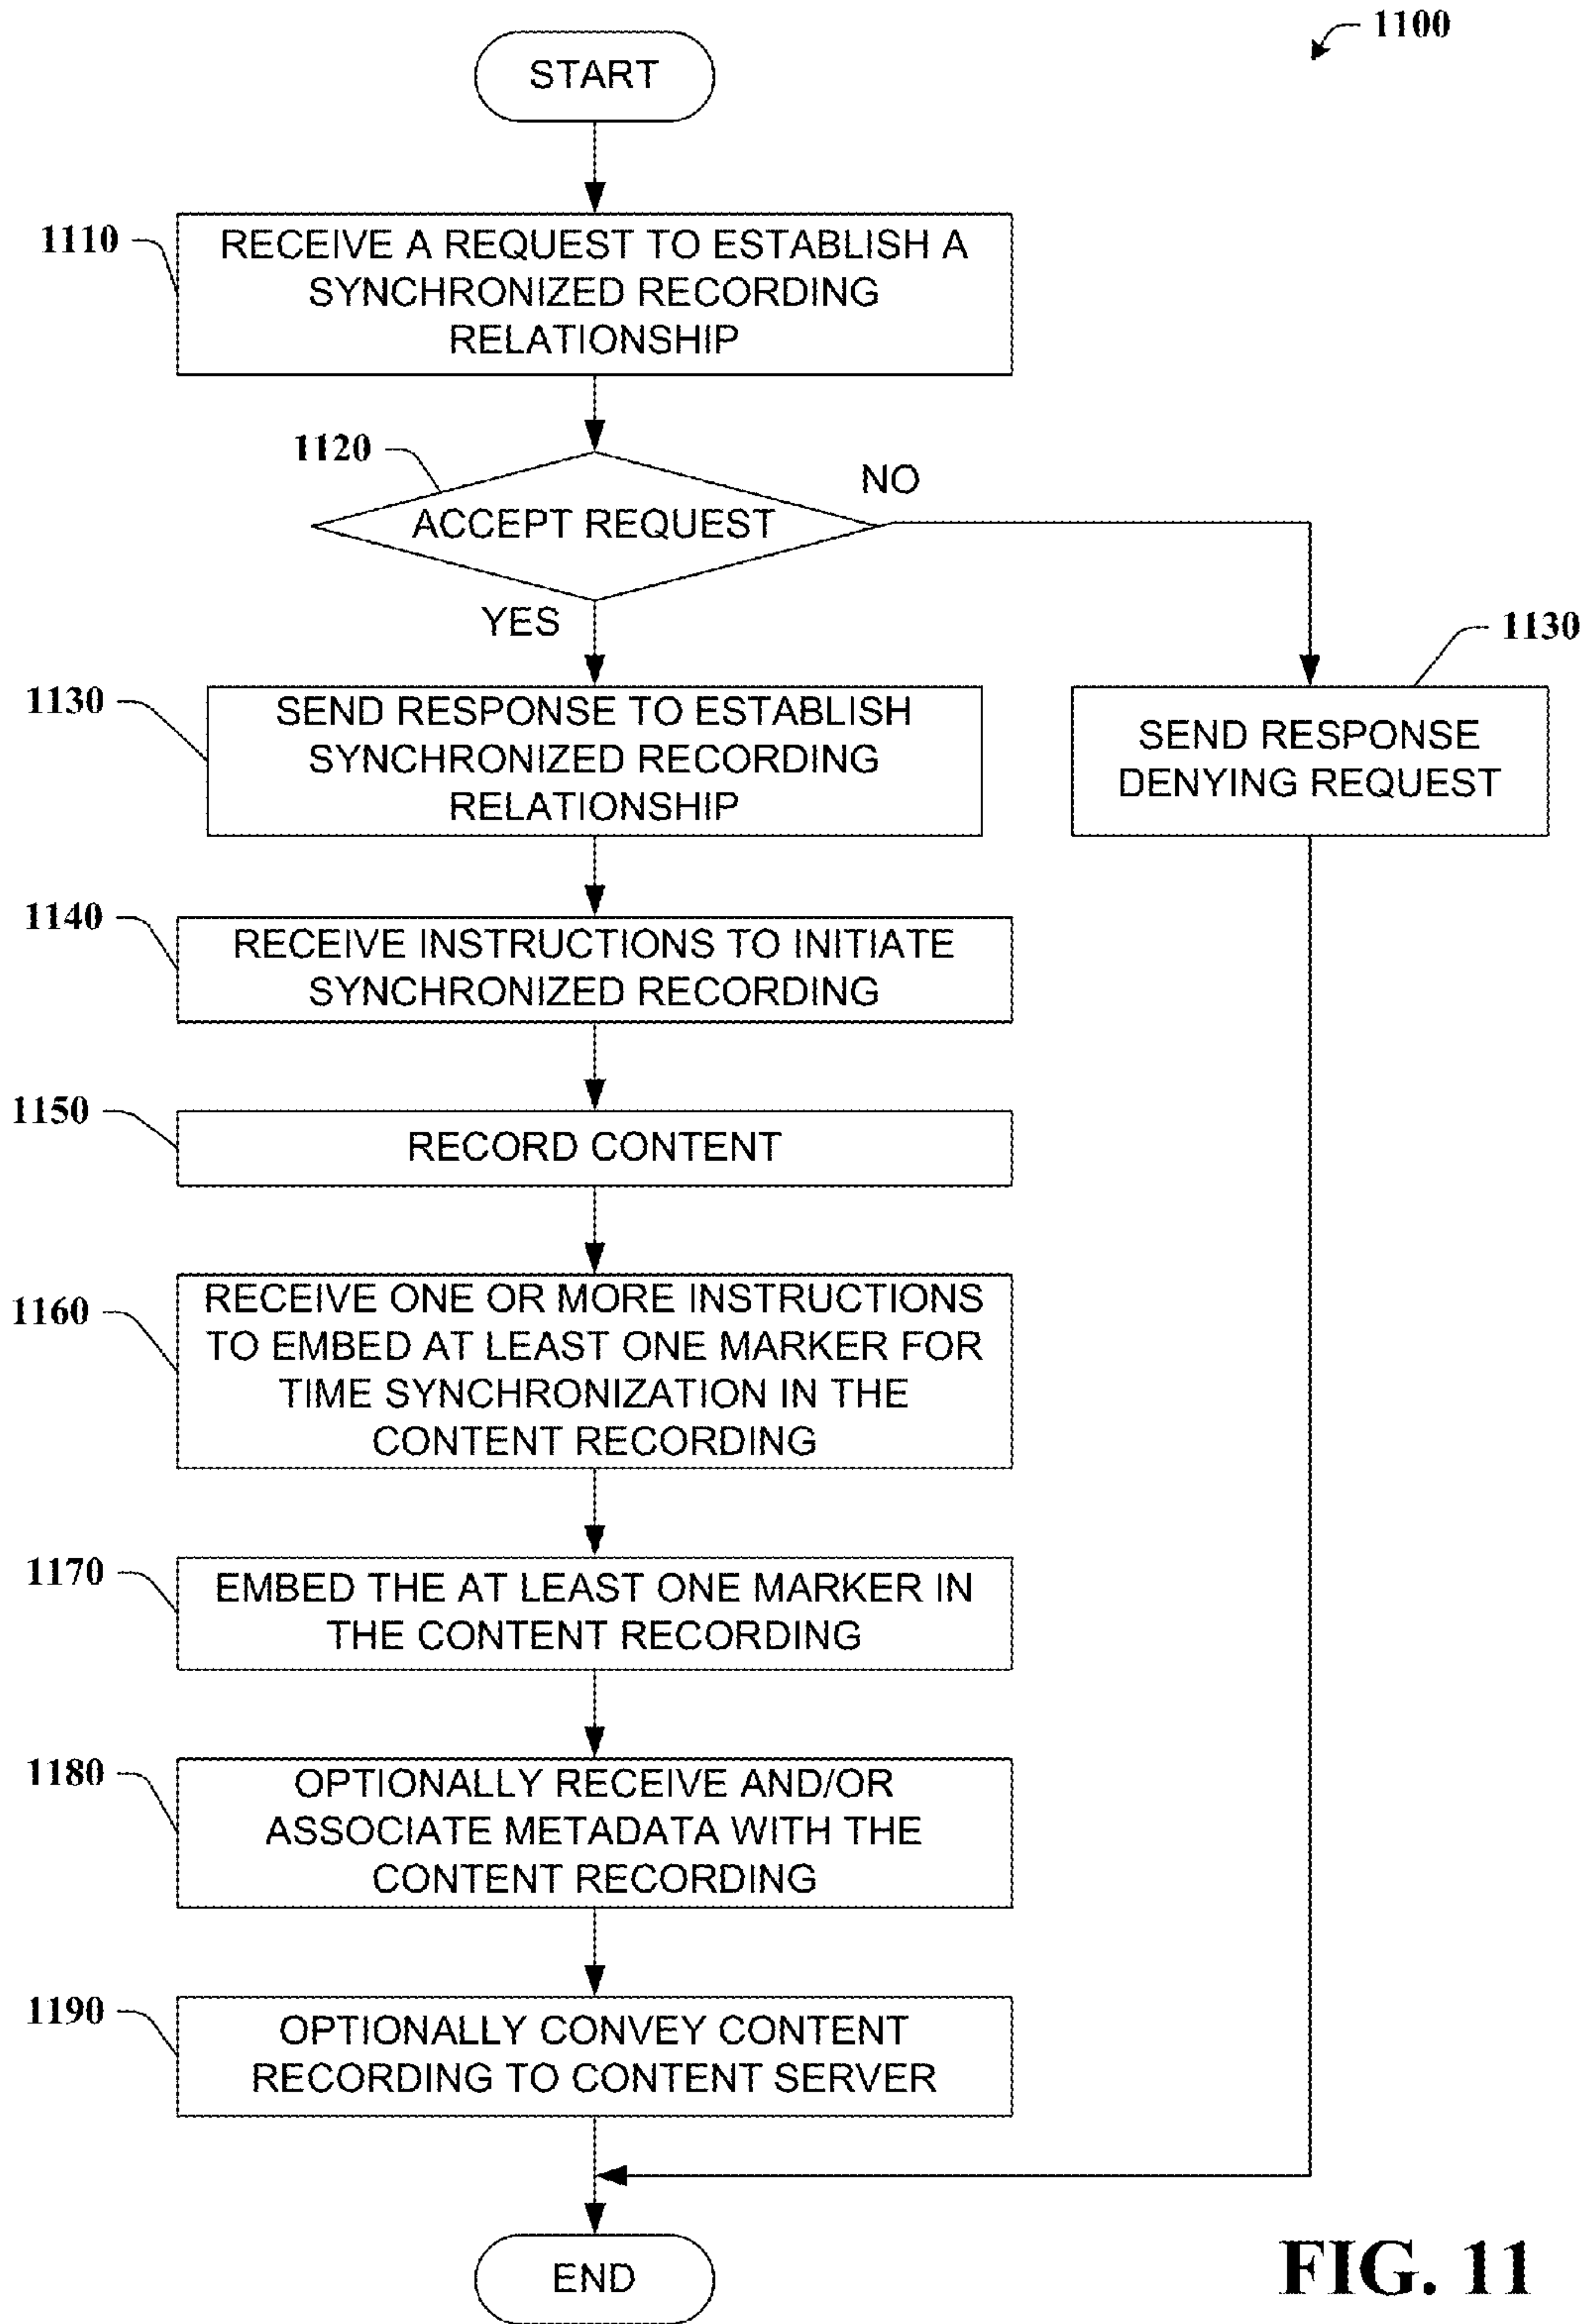 1100
START
1110
RECEIVE A REQUEST TO ESTABLISH A
SYNCHRONIZED RECORDING
RELATIONSHIP
1120
ACCEPT REQUEST
NO
YES
1130
SEND RESPONSE TO ESTABLISH
SYNCHRONIZED RECORDING
RELATIONSHIP
1130
SEND RESPONSE
DENYING REQUEST
1140
RECEIVE INSTRUCTIONS TO INITIATE
SYNCHRONIZED RECORDING
1150
RECORD CONTENT
1160
RECEIVE ONE OR MORE INSTRUCTIONS
TO EMBED AT LEAST ONE MARKER FOR
TIME SYNCHRONIZATION IN THE
CONTENT RECORDING
1170
EMBED THE AT LEAST ONE MARKER IN
THE CONTENT RECORDING
1180
OPTIONALLY RECEIVE AND/OR
ASSOCIATE METADATA WITH THE
CONTENT RECORDING
1190
OPTIONALLY CONVEY CONTENT
RECORDING TO CONTENT SERVER
END
FIG. 11